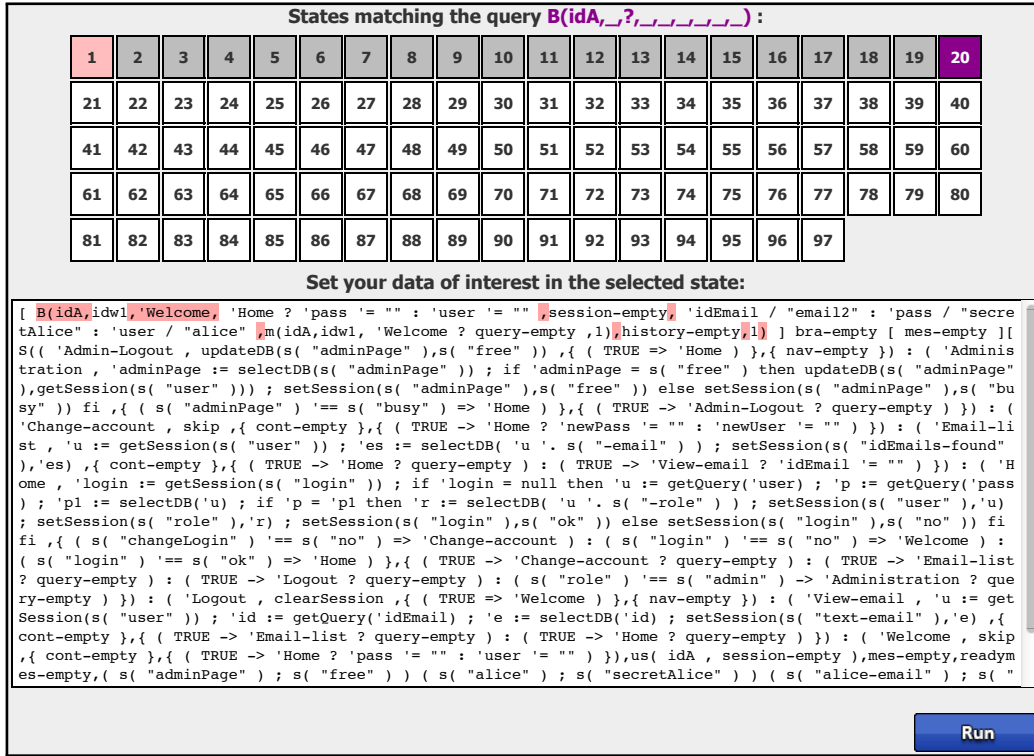 States matching the query B(idA,_,?,_,_,_,_,_,_) :
1 2 3 4 5 6 7 8 9 10 11 12 13 14 15 16 17 18 19 20
21 22 23 24 25 26 27 28 29 30 31 32 33 34 35 36 37 38 39 40
41 42 43 44 45 46 47 48 49 50 51 52 53 54 55 56 57 58 59 60
61 62 63 64 65 66 67 68 69 70 71 72 73 74 75 76 77 78 79 80
81 82 83 84 85 86 87 88 89 90 91 92 93 94 95 96 97
Set your data of interest in the selected state:
[ B(idA,idw1,'Welcome, 'Home ? 'pass '= "" : 'user '= "" ,session-empty, 'idEmail / "email2" : 'pass / "secre
tAlice" : 'user / "alice" ,m(idA,idw1, 'Welcome ? query-empty ,1),history-empty,1) ] bra-empty [ mes-empty ][
S(( 'Admin-Logout , updateDB(s( "adminPage" ),s( "free" )) ,{ ( TRUE => 'Home ) },{ nav-empty }) : ( 'Adminis
tration , 'adminPage := selectDB(s( "adminPage" )) ; if 'adminPage = s( "free" ) then updateDB(s( "adminPage"
),getSession(s( "user" ))) ; setSession(s( "adminPage" ),s( "free" )) else setSession(s( "adminPage" ),s( "bu
sy" )) fi ,{ ( s( "adminPage" ) '== s( "busy" ) => 'Home ) },{ ( TRUE -> 'Admin-Logout ? query-empty ) }) : (
'Change-account , skip ,{ cont-empty },{ ( TRUE -> 'Home ? 'newPass '= "" : 'newUser '= "" ) }) : ( 'Email-li
st , 'u := getSession(s( "user" )) ; 'es := selectDB( 'u '. s( "-email" ) ) ; setSession(s( "idEmails-found"
),'es) ,{ cont-empty },{ ( TRUE -> 'Home ? query-empty ) : ( TRUE -> 'View-email ? 'idEmail '= "" ) }) : ( 'H
ome , 'login := getSession(s( "login" )) ; if 'login = null then 'u := getQuery('user) ; 'p := getQuery('pass
) ; 'p1 := selectDB('u) ; if 'p = 'p1 then 'r := selectDB( 'u '. s( "-role" ) ) ; setSession(s( "user" ),'u)
; setSession(s( "role" ),'r) ; setSession(s( "login" ),s( "ok" )) else setSession(s( "login" ),s( "no" )) fi
fi ,{ ( s( "changeLogin" ) '== s( "no" ) => 'Change-account ) : ( s( "login" ) '== s( "no" ) => 'Welcome ) :
( s( "login" ) '== s( "ok" ) => 'Home ) },{ ( TRUE -> 'Change-account ? query-empty ) : ( TRUE -> 'Email-list
? query-empty ) : ( TRUE -> 'Logout ? query-empty ) : ( s( "role" ) '== s( "admin" ) -> 'Administration ? que
ry-empty ) }) : ( 'Logout , clearSession ,{ ( TRUE => 'Welcome ) },{ nav-empty }) : ( 'View-email , 'u := get
Session(s( "user" )) ; 'id := getQuery('idEmail) ; 'e := selectDB('id) ; setSession(s( "text-email" ),'e) ,{
cont-empty },{ ( TRUE -> 'Email-list ? query-empty ) : ( TRUE -> 'Home ? query-empty ) }) : ( 'Welcome , skip
,{ cont-empty },{ ( TRUE -> 'Home ? 'pass '= "" : 'user '= "" ) }),us( idA , session-empty ),mes-empty,readym
es-empty,( s( "adminPage" ) ; s( "free" ) ) ( s( "alice" ) ; s( "secretAlice" ) ) ( s( "alice-email" ) ; s( "
Run